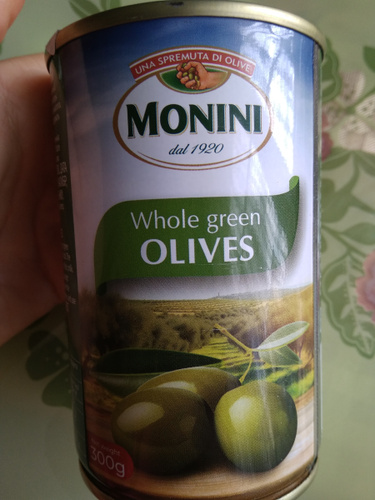 UNA SPREMUTA DI OLIVE
MONINI
dal 1920
Whole green
OLIVES
300g